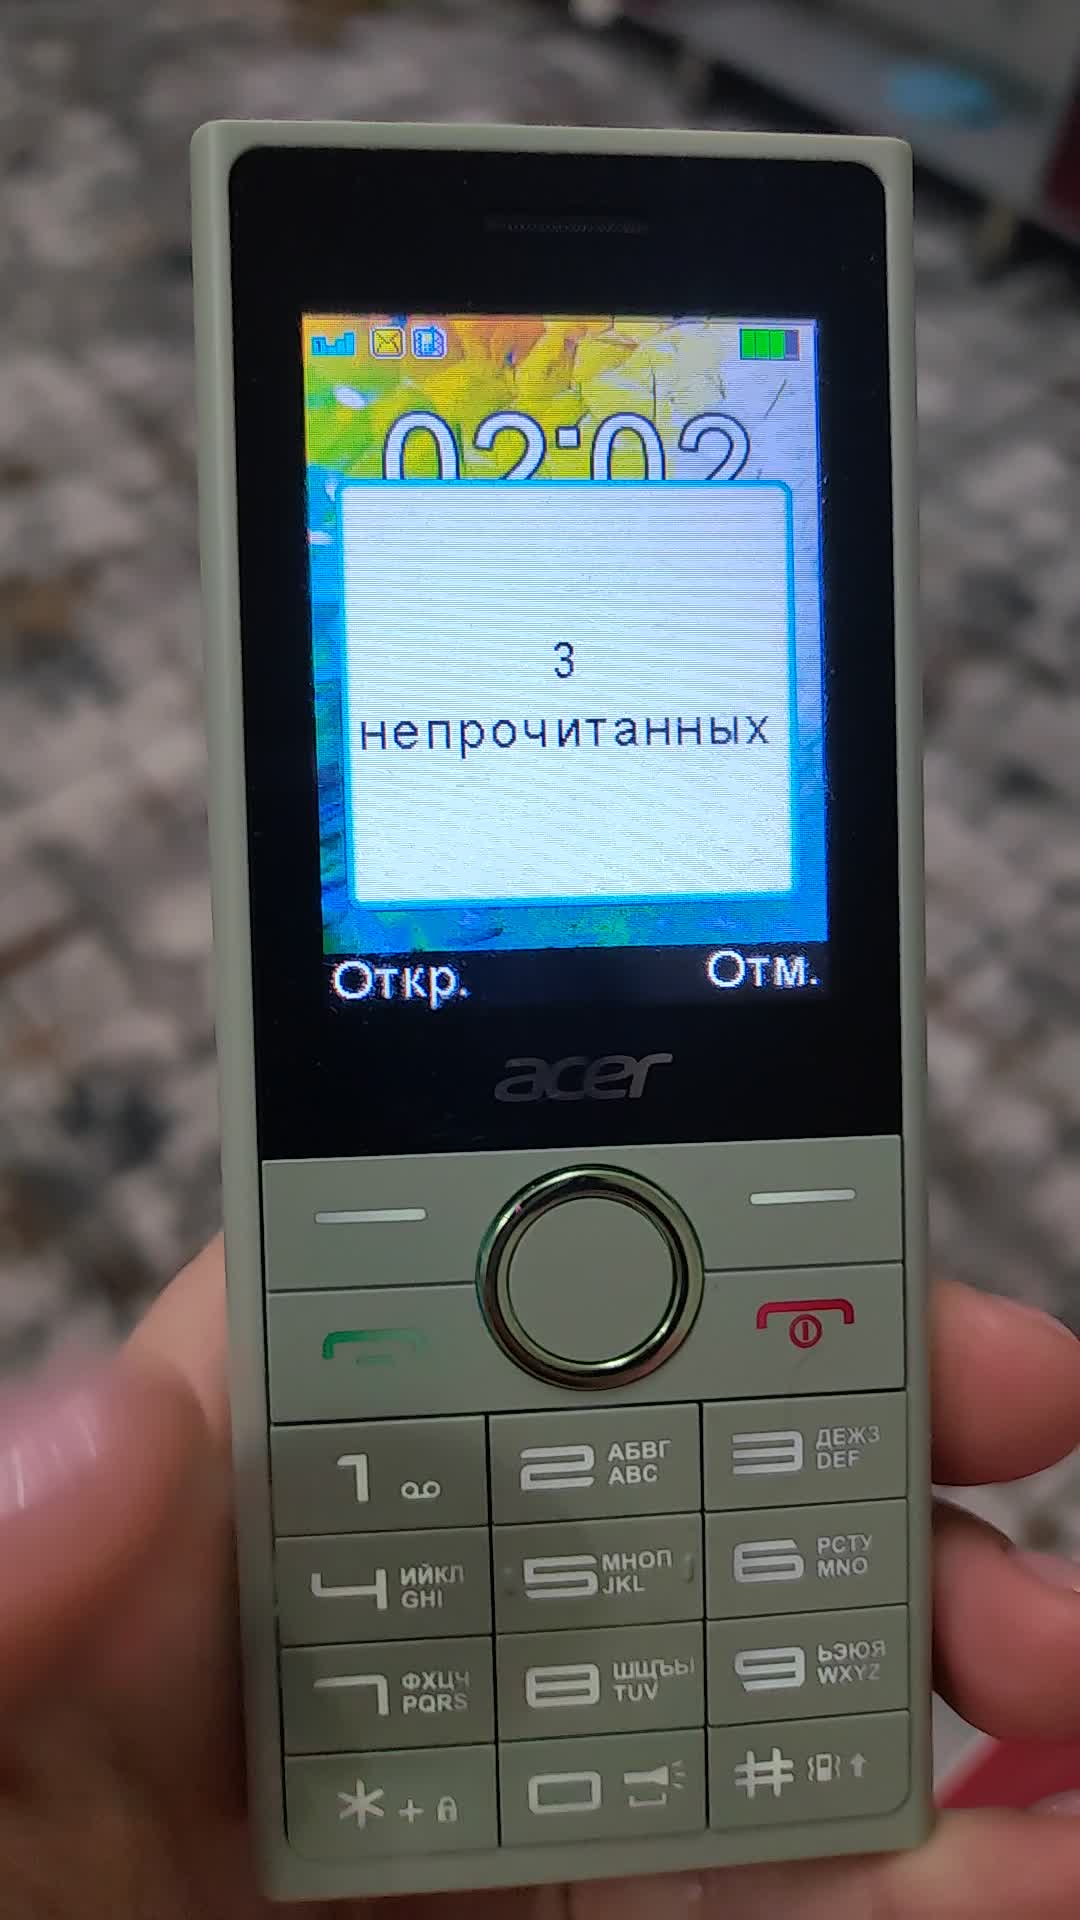 02:02
3
непрочитанных
Откр. Отм.
acer
1 2 АБВГ ABC 3 ДЕЖЗ DEF
4 ИЙКЛ GHI 5 МНОП JKL 6 РСТУ MNO
7 ФХЦЧ PQRS 8 ШЩЪЫ TUV 9 ЬЭЮЯ WXYZ
* + 0 #